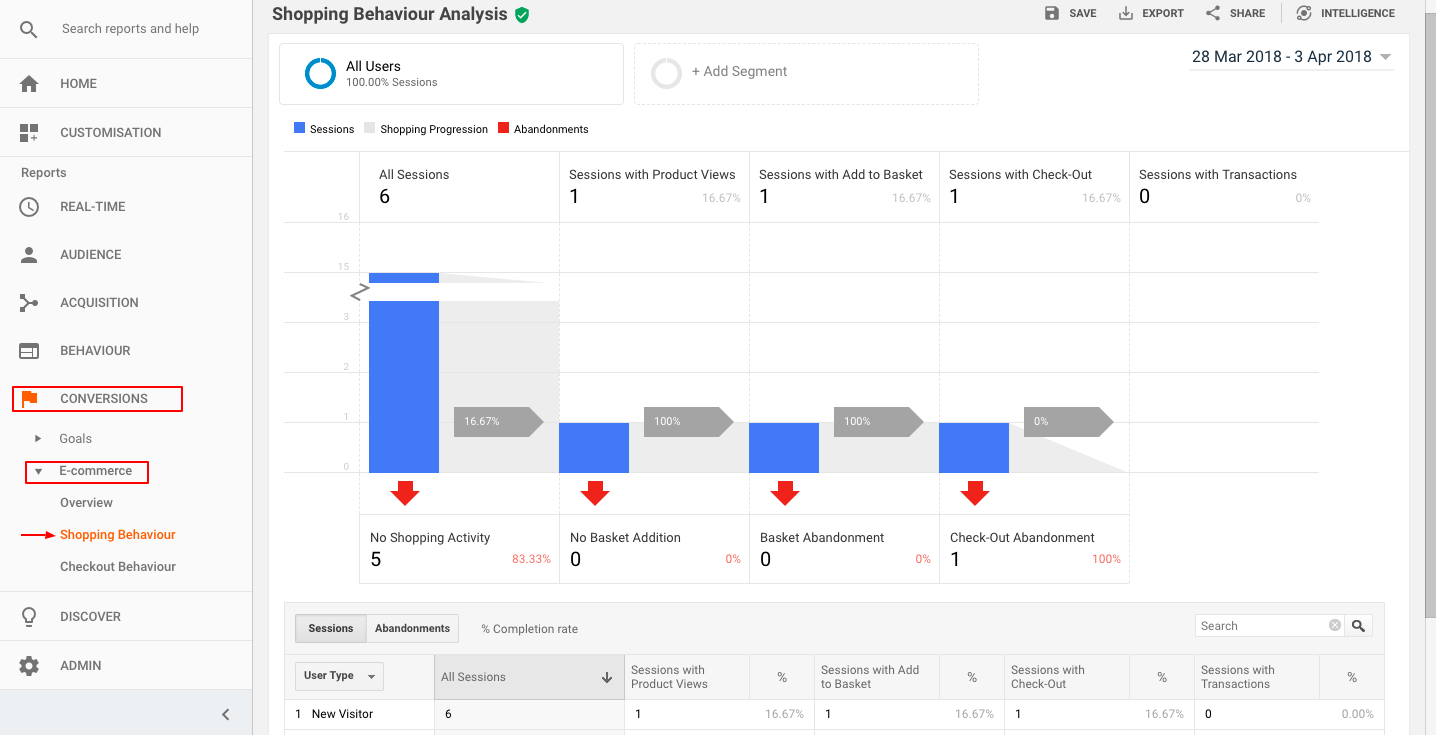 Search reports and help
HOME
CUSTOMISATION
Reports
REAL-TIME
AUDIENCE
ACQUISITION
BEHAVIOUR
CONVERSIONS
Goals
E-commerce
Overview
Shopping Behaviour
Checkout Behaviour
DISCOVER
ADMIN
Shopping Behaviour Analysis
SAVE EXPORT SHARE INTELLIGENCE
All Users
100.00% Sessions
+ Add Segment
28 Mar 2018 - 3 Apr 2018
Sessions Shopping Progression Abandonments
All Sessions Sessions with Product Views Sessions with Add to Basket Sessions with Check-Out Sessions with Transactions
6 1 16.67% 1 16.67% 1 16.67% 0 0%
16
15
3
2
1
16.67% 100% 100% 0%
0
No Shopping Activity No Basket Addition Basket Abandonment Check-Out Abandonment
5 83.33% 0 0% 0 0% 1 100%
Sessions Abandonments % Completion rate Search
User Type All Sessions Sessions with Product Views % Sessions with Add to Basket % Sessions with Check-Out % Sessions with Transactions %
1 New Visitor 6 1 16.67% 1 16.67% 1 16.67% 0 0.00%